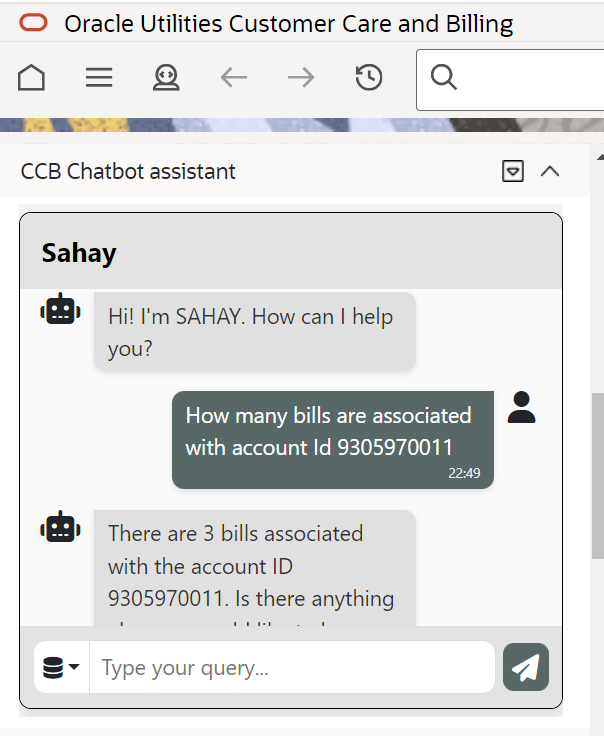 Oracle Utilities Customer Care and Billing
CCB Chatbot assistant
Sahay
Hi! I'm SAHAY. How can I help
you?
How many bills are associated
with account Id 9305970011
22:49
There are 3 bills associated
with the account ID
9305970011. Is there anything
Type your query...